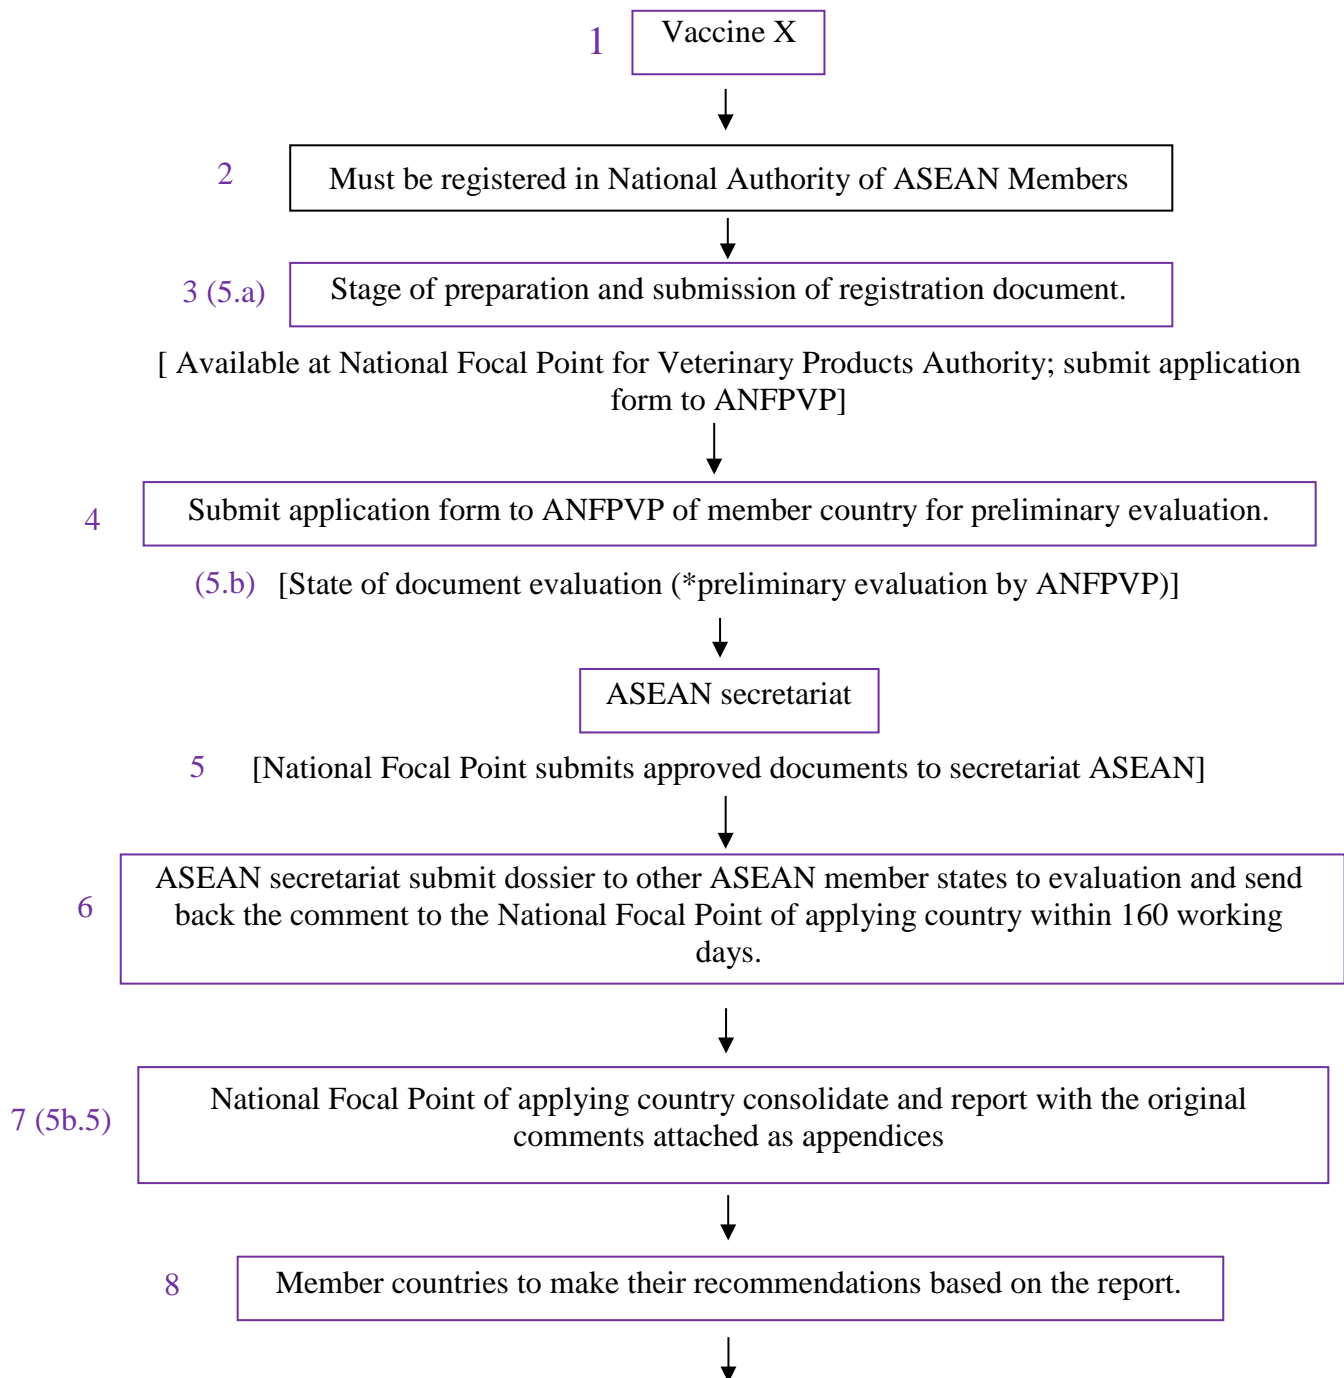 1 Vaccine X
2 Must be registered in National Authority of ASEAN Members
3 (5.a) Stage of preparation and submission of registration document.
[ Available at National Focal Point for Veterinary Products Authority; submit application
form to ANFPVP]
4 Submit application form to ANFPVP of member country for preliminary evaluation.
(5.b) [State of document evaluation (*preliminary evaluation by ANFPVP)]
ASEAN secretariat
5 [National Focal Point submits approved documents to secretariat ASEAN]
ASEAN secretariat submit dossier to other ASEAN member states to evaluation and send
6 back the comment to the National Focal Point of applying country within 160 working
days.
7 (5b.5) National Focal Point of applying country consolidate and report with the original
comments attached as appendices
8 Member countries to make their recommendations based on the report.